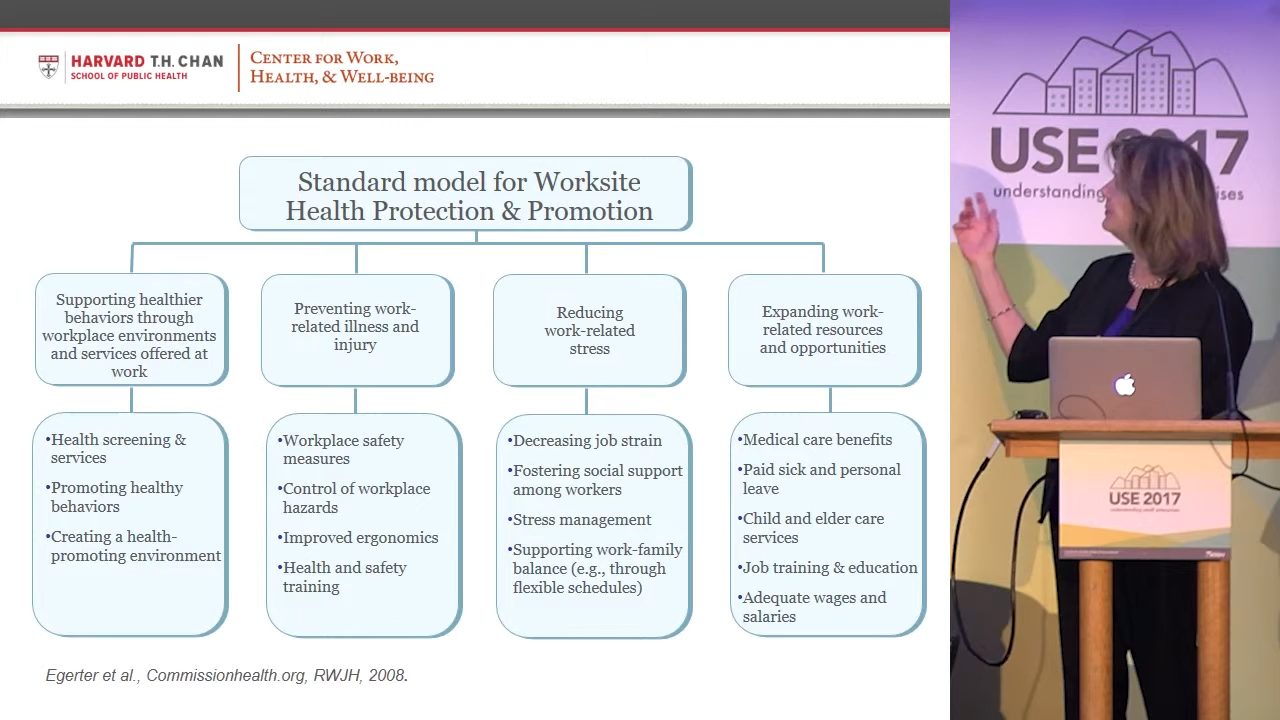 HARVARD T.H. CHAN
SCHOOL OF PUBLIC HEALTH
CENTER FOR WORK,
HEALTH, & WELL-BEING
Standard model for Worksite
Health Protection & Promotion
Supporting healthier
behaviors through
workplace environments
and services offered at
work
Preventing work-
related illness and
injury
Reducing
work-related
stress
Expanding work-
related resources
and opportunities
•Health screening &
services
•Promoting healthy
behaviors
•Creating a health-
promoting environment
•Workplace safety
measures
•Control of workplace
hazards
•Improved ergonomics
•Health and safety
training
•Decreasing job strain
•Fostering social support
among workers
•Stress management
•Supporting work-family
balance (e.g., through
flexible schedules)
•Medical care benefits
•Paid sick and personal
leave
•Child and elder care
services
•Job training & education
•Adequate wages and
salaries
Egerter et al., Commissionhealth.org, RWJH, 2008.
USE 2017
understanding
USE 2017
understanding small enterprises